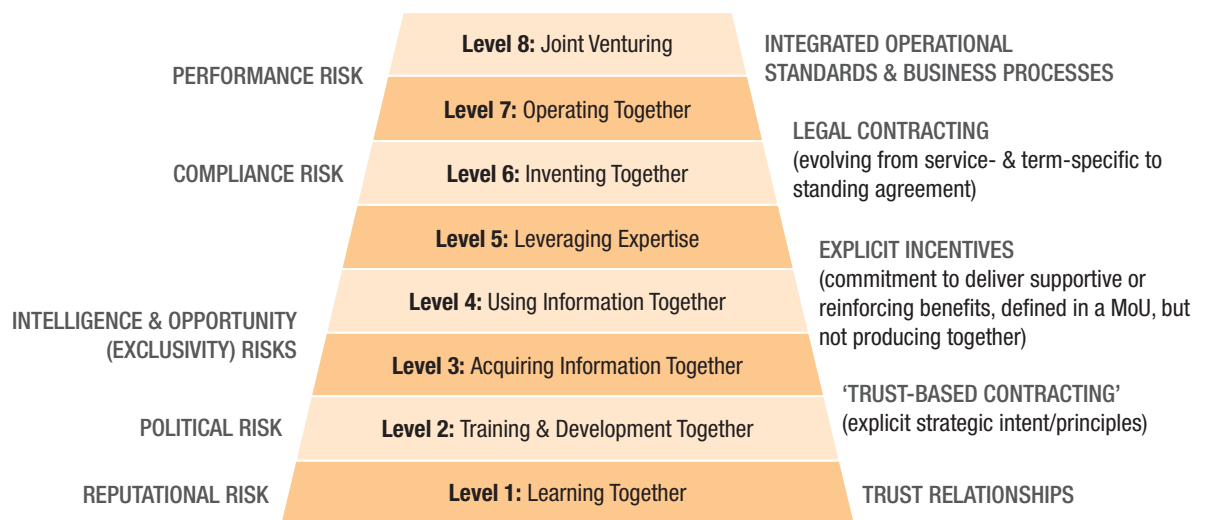 Level 8: Joint Venturing
INTEGRATED OPERATIONAL
STANDARDS & BUSINESS PROCESSES
PERFORMANCE RISK
Level 7: Operating Together
LEGAL CONTRACTING
(evolving from service- & term-specific to
standing agreement)
COMPLIANCE RISK
Level 6: Inventing Together
Level 5: Leveraging Expertise
EXPLICIT INCENTIVES
(commitment to deliver supportive or
reinforcing benefits, defined in a MoU, but
not producing together)
Level 4: Using Information Together
INTELLIGENCE & OPPORTUNITY
(EXCLUSIVITY) RISKS
Level 3: Acquiring Information Together
‘TRUST-BASED CONTRACTING’
(explicit strategic intent/principles)
POLITICAL RISK
Level 2: Training & Development Together
REPUTATIONAL RISK
Level 1: Learning Together
TRUST RELATIONSHIPS